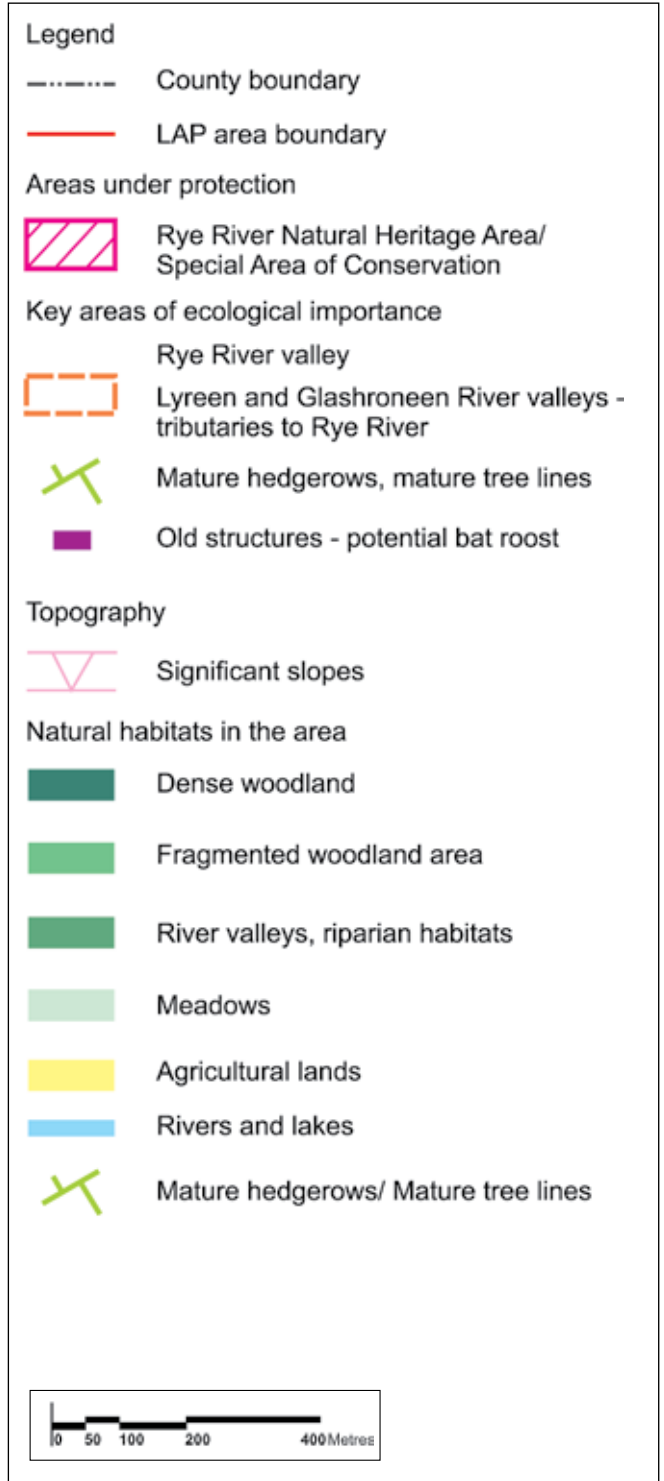 Legend
County boundary
LAP area boundary
Areas under protection
Rye River Natural Heritage Area/
Special Area of Conservation
Key areas of ecological importance
Rye River valley
Lyreen and Glashroneen River valleys -
tributaries to Rye River
Mature hedgerows, mature tree lines
Old structures - potential bat roost
Topography
Significant slopes
Natural habitats in the area
Dense woodland
Fragmented woodland area
River valleys, riparian habitats
Meadows
Agricultural lands
Rivers and lakes
Mature hedgerows/ Mature tree lines
0 50 100 200 400 Metres